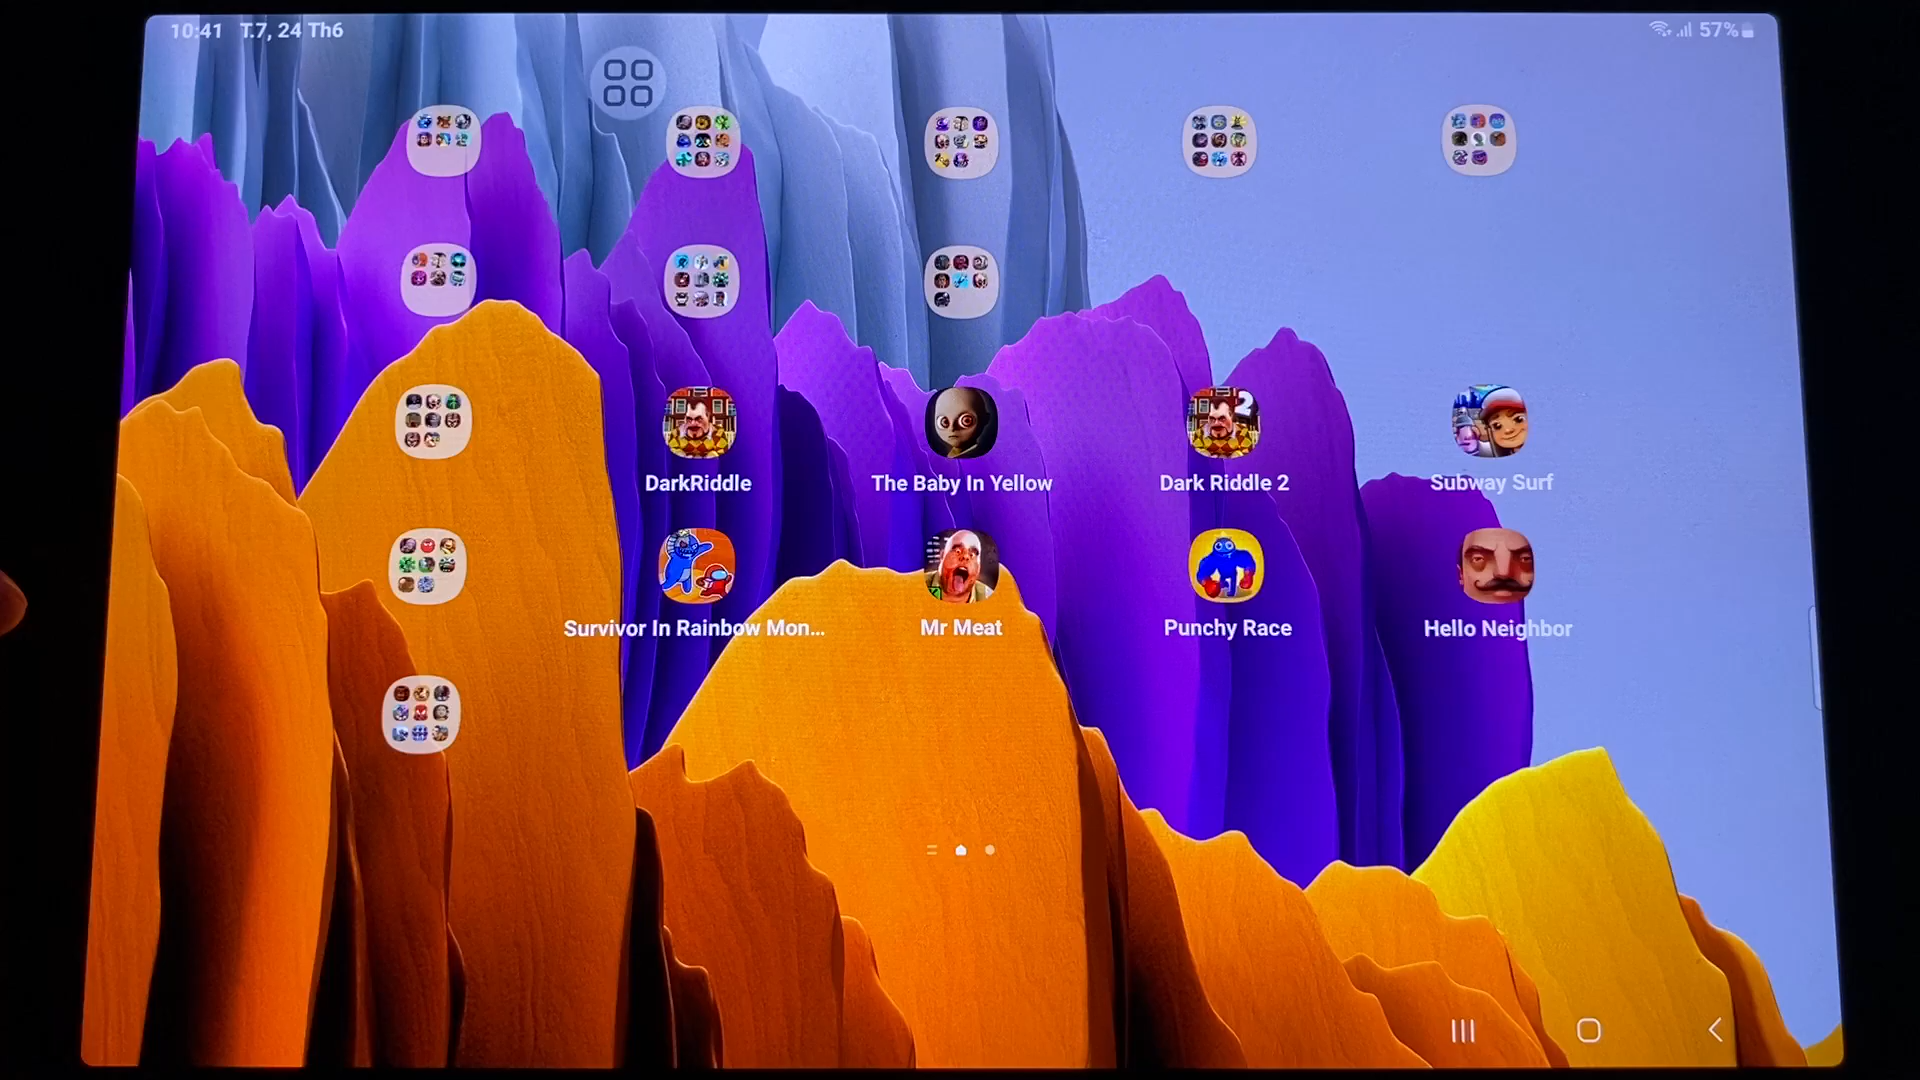 10:41 T.7, 24 Th6
57%
2
DarkRiddle
The Baby In Yellow
Dark Riddle 2
Subway Surf
Survivor In Rainbow Mon...
Mr Meat
Punchy Race
Hello Neighbor